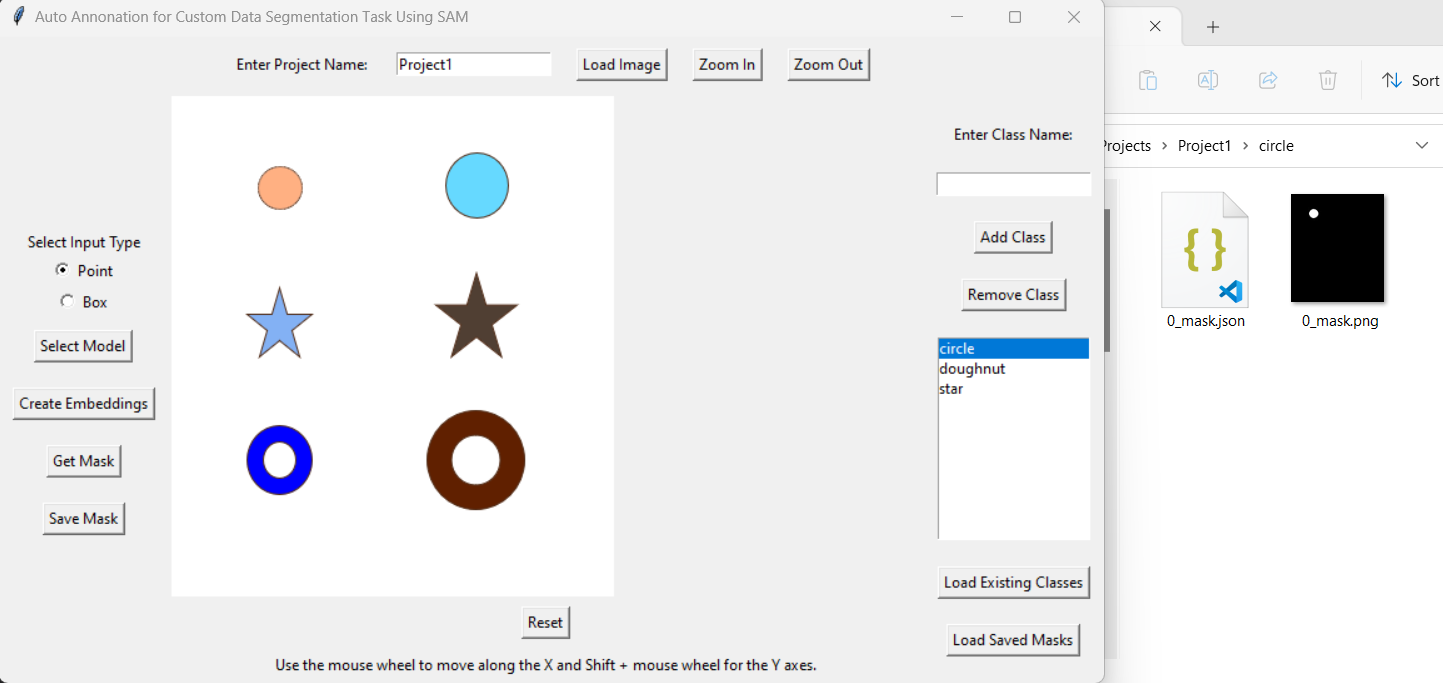 Auto Annonation for Custom Data Segmentation Task Using SAM
Enter Project Name: Project1 Load Image Zoom In Zoom Out
Select Input Type
Point
Box
Select Model
Create Embeddings
Get Mask
Save Mask
Enter Class Name:
Add Class
Remove Class
circle
doughnut
star
Load Existing Classes
Load Saved Masks
Reset
Use the mouse wheel to move along the X and Shift + mouse wheel for the Y axes.
Sort
Projects > Project1 > circle
0_mask.json
0_mask.png